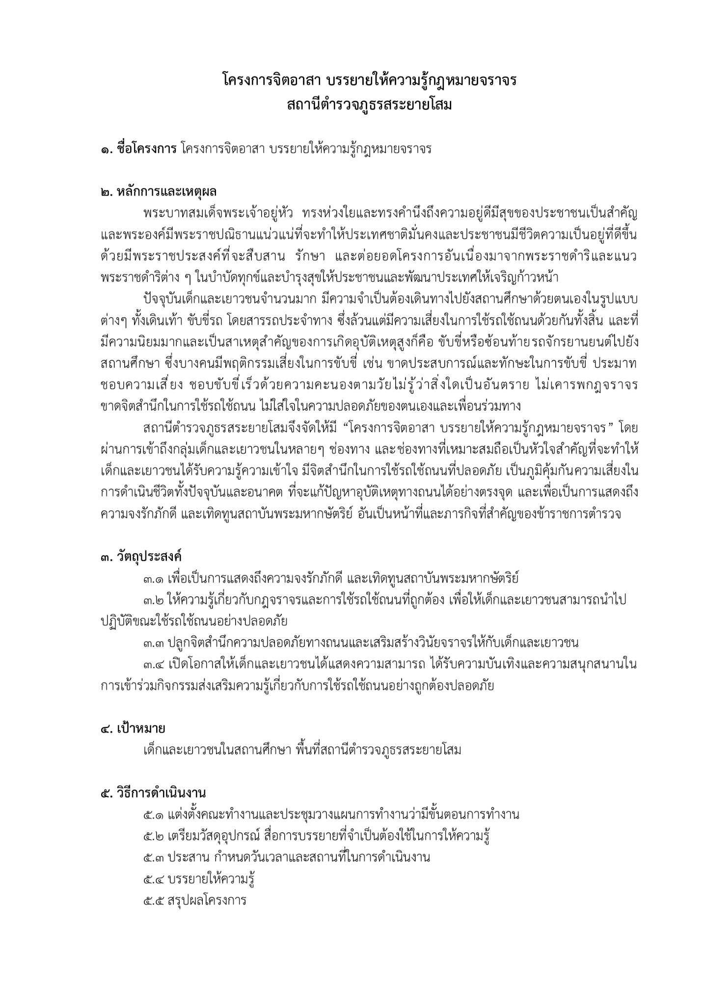 โครงการจิตอาสา บรรยายให้ความรู้กฎหมายจราจร
สถานีตำรวจภูธรสระยายโสม
๑. ชื่อโครงการ โครงการจิตอาสา บรรยายให้ความรู้กฎหมายจราจร
๒. หลักการและเหตุผล
พระบาทสมเด็จพระเจ้าอยู่หัว ทรงห่วงใยและทรงคำนึงถึงความอยู่ดีมีสุขของประชาชนเป็นสำคัญ
และพระองค์มีพระราชปณิธานแน่วแน่ที่จะทำให้ประเทศชาติมั่นคงและประชาชนมีชีวิตความเป็นอยู่ที่ดีขึ้น
ด้วยมีพระราชประสงค์ที่จะสืบสาน รักษา และต่อยอดโครงการอันเนื่องมาจากพระราชดำริและแนว
พระราชดำริต่าง ๆ ในบำบัดทุกข์และบำรุงสุขให้ประชาชนและพัฒนาประเทศให้เจริญก้าวหน้า
ปัจจุบันเด็กและเยาวชนจำนวนมาก มีความจำเป็นต้องเดินทางไปยังสถานศึกษาด้วยตนเองในรูปแบบ
ต่างๆ ทั้งเดินเท้า ขับขี่รถ โดยสารรถประจำทาง ซึ่งล้วนแต่มีความเสี่ยงในการใช้รถใช้ถนนด้วยกันทั้งสิ้น และที่
มีความนิยมมากและเป็นสาเหตุสำคัญของการเกิดอุบัติเหตุสูงก็คือ ขับขี่หรือซ้อนท้ายรถจักรยานยนต์ไปยัง
สถานศึกษา ซึ่งบางคนมีพฤติกรรมเสี่ยงในการขับขี่ เช่น ขาดประสบการณ์และทักษะในการขับขี่ ประมาท
ชอบความเสี่ยง ชอบขับขี่เร็วด้วยความคะนองตามวัยไม่รู้ว่าสิ่งใดเป็นอันตราย ไม่เคารพกฎจราจร
ขาดจิตสำนึกในการใช้รถใช้ถนน ไม่ใส่ใจในความปลอดภัยของตนเองและเพื่อนร่วมทาง
สถานีตำรวจภูธรสระยายโสมจึงจัดให้มี “โครงการจิตอาสา บรรยายให้ความรู้กฎหมายจราจร” โดย
ผ่านการเข้าถึงกลุ่มเด็กและเยาวชนในหลายๆ ช่องทาง และช่องทางที่เหมาะสมถือเป็นหัวใจสำคัญที่จะทำให้
เด็กและเยาวชนได้รับความรู้ความเข้าใจ มีจิตสำนึกในการใช้รถใช้ถนนที่ปลอดภัย เป็นภูมิคุ้มกันความเสี่ยงใน
การดำเนินชีวิตทั้งปัจจุบันและอนาคต ที่จะแก้ปัญหาอุบัติเหตุทางถนนได้อย่างตรงจุด และเพื่อเป็นการแสดงถึง
ความจงรักภักดี และเทิดทูนสถาบันพระมหากษัตริย์ อันเป็นหน้าที่และภารกิจที่สำคัญของข้าราชการตำรวจ
๓. วัตถุประสงค์
๓.๑ เพื่อเป็นการแสดงถึงความจงรักภักดี และเทิดทูนสถาบันพระมหากษัตริย์
๓.๒ ให้ความรู้เกี่ยวกับกฎจราจรและการใช้รถใช้ถนนที่ถูกต้อง เพื่อให้เด็กและเยาวชนสามารถนำไป
ปฏิบัติขณะใช้รถใช้ถนนอย่างปลอดภัย
๓.๓ ปลูกจิตสำนึกความปลอดภัยทางถนนและเสริมสร้างวินัยจราจรให้กับเด็กและเยาวชน
๓.๔ เปิดโอกาสให้เด็กและเยาวชนได้แสดงความสามารถ ได้รับความบันเทิงและความสนุกสนานใน
การเข้าร่วมกิจกรรมส่งเสริมความรู้เกี่ยวกับการใช้รถใช้ถนนอย่างถูกต้องปลอดภัย
๔. เป้าหมาย
เด็กและเยาวชนในสถานศึกษา พื้นที่สถานีตำรวจภูธรสระยายโสม
๕. วิธีการดำเนินงาน
๕.๑ แต่งตั้งคณะทำงานและประชุมวางแผนการทำงานว่ามีขั้นตอนการทำงาน
๕.๒ เตรียมวัสดุอุปกรณ์ สื่อการบรรยายที่จำเป็นต้องใช้ในการให้ความรู้
๕.๓ ประสาน กำหนดวันเวลาและสถานที่ในการดำเนินงาน
๕.๔ บรรยายให้ความรู้
๕.๕ สรุปผลโครงการ